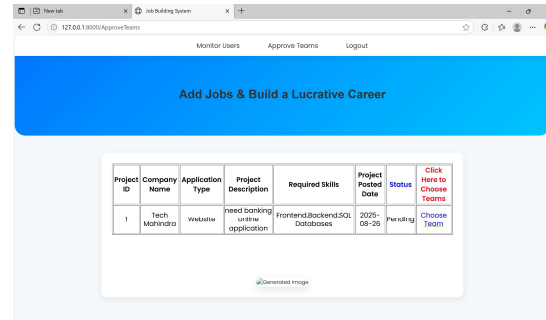 New tab
Job Building System
127.0.0.1:8000/ApproveTeams
Monitor Users Approve Teams Logout
Add Jobs & Build a Lucrative Career
Project ID
Company Name
Application Type
Project Description
Required Skills
Project Posted Date
Status
Click Here to Choose Teams
1
Tech Mahindra
Website
need banking online application
Frontend,Backend,SQL Databases
2025-08-26
Pending
Choose Team
Generated Image